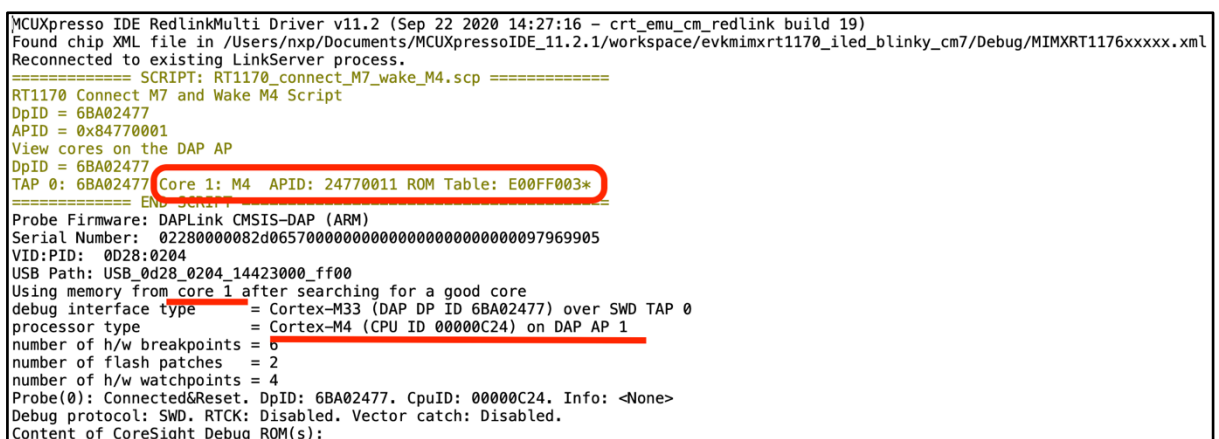 MCUXpresso IDE RedlinkMulti Driver v11.2 (Sep 22 2020 14:27:16 - crt_emu_cm_redlink build 19)
Found chip XML file in /Users/nxp/Documents/MCUXpressoIDE_11.2.1/workspace/evkmimxrt1170_iled_blinky_cm7/Debug/MIMXRT1176xxxxx.xml
Reconnected to existing LinkServer process.
============= SCRIPT: RT1170_connect_M7_wake_M4.scp =============
RT1170 Connect M7 and Wake M4 Script
DpID = 6BA02477
APID = 0x84770001
View cores on the DAP AP
DpID = 6BA02477
TAP 0: 6BA02477 Core 1: M4  APID: 24770011 ROM Table: E00FF003*
============= END SCRIPT =======================================
Probe Firmware: DAPLink CMSIS-DAP (ARM)
Serial Number:  02280000082d065700000000000000000000000097969905
VID:PID:  0D28:0204
USB Path: USB_0d28_0204_14423000_ff00
Using memory from core 1 after searching for a good core
debug interface type     = Cortex-M33 (DAP DP ID 6BA02477) over SWD TAP 0
processor type           = Cortex-M4 (CPU ID 00000C24) on DAP AP 1
number of h/w breakpoints = 6
number of flash patches   = 2
number of h/w watchpoints = 4
Probe(0): Connected&Reset. DpID: 6BA02477. CpuID: 00000C24. Info: <None>
Debug protocol: SWD. RTCK: Disabled. Vector catch: Disabled.
Content of CoreSight Debug ROM(s):